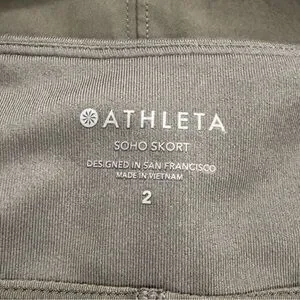 ATHLETA
SOHO SKORT
DESIGNED IN SAN FRANCISCO
MADE IN VIETNAM
2